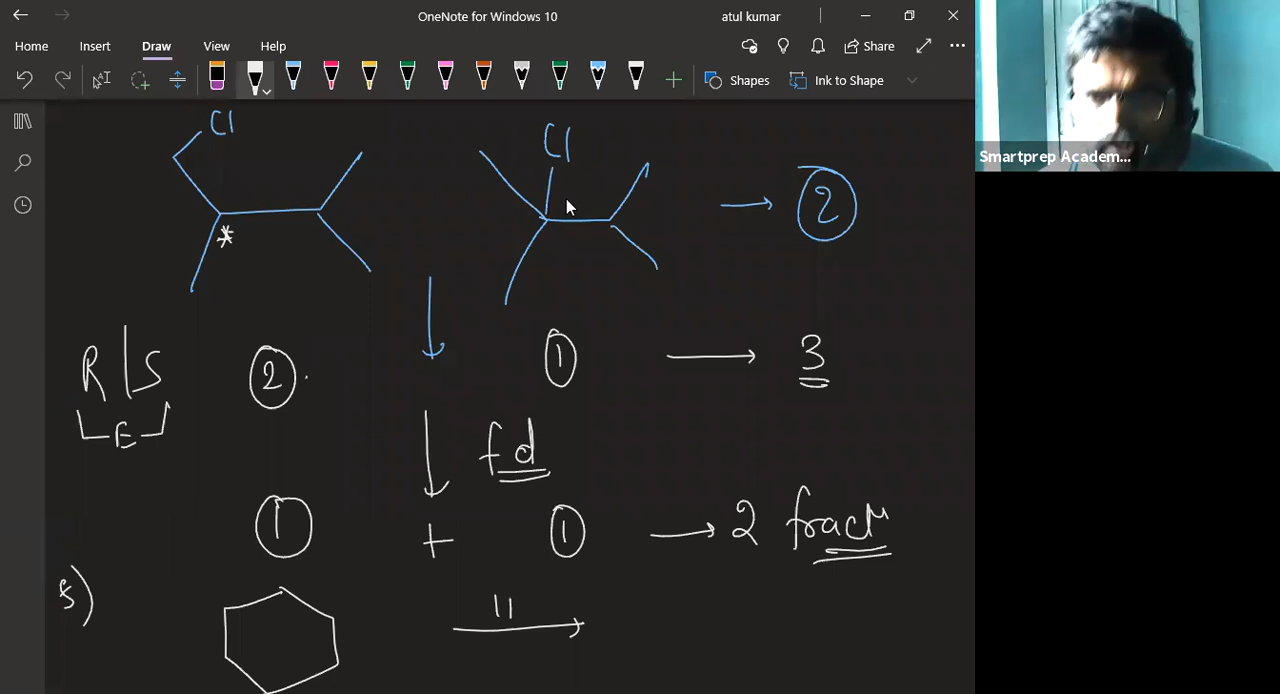 OneNote for Windows 10
atul kumar
Home Insert Draw View Help
Share
Shapes
Ink to Shape
Smartprep Academ...
Cl
Cl
→ 2
*
R|S 2 1 → 3
E
fd
1 + 1 → 2 fracn
5)
11